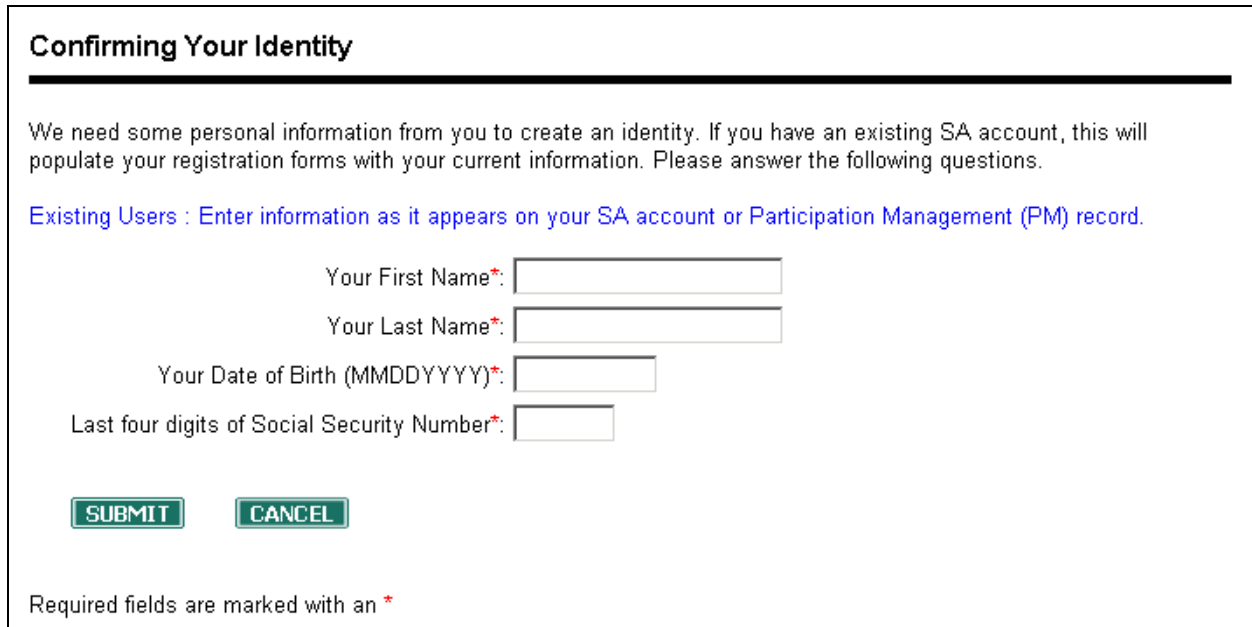 Confirming Your Identity
We need some personal information from you to create an identity. If you have an existing SA account, this will
populate your registration forms with your current information. Please answer the following questions.
Existing Users : Enter information as it appears on your SA account or Participation Management (PM) record.
Your First Name*:
Your Last Name*:
Your Date of Birth (MMDDYYYY)*:
Last four digits of Social Security Number*:
SUBMIT CANCEL
Required fields are marked with an *